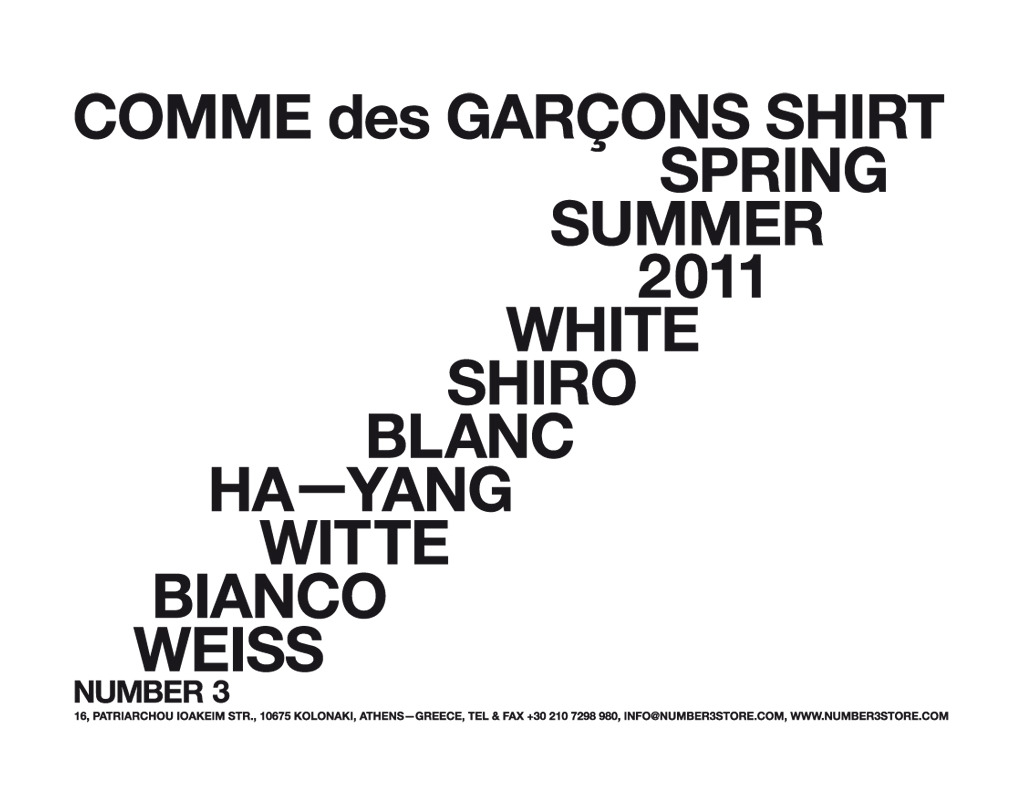 COMME des GARÇONS SHIRT
SPRING
SUMMER
2011
WHITE
SHIRO
BLANC
HA—YANG
WITTE
BIANCO
WEISS
NUMBER 3
16, PATRIARCHOU IOAKEIM STR., 10675 KOLONAKI, ATHENS—GREECE, TEL & FAX +30 210 7298 980, INFO@NUMBER3STORE.COM, WWW.NUMBER3STORE.COM